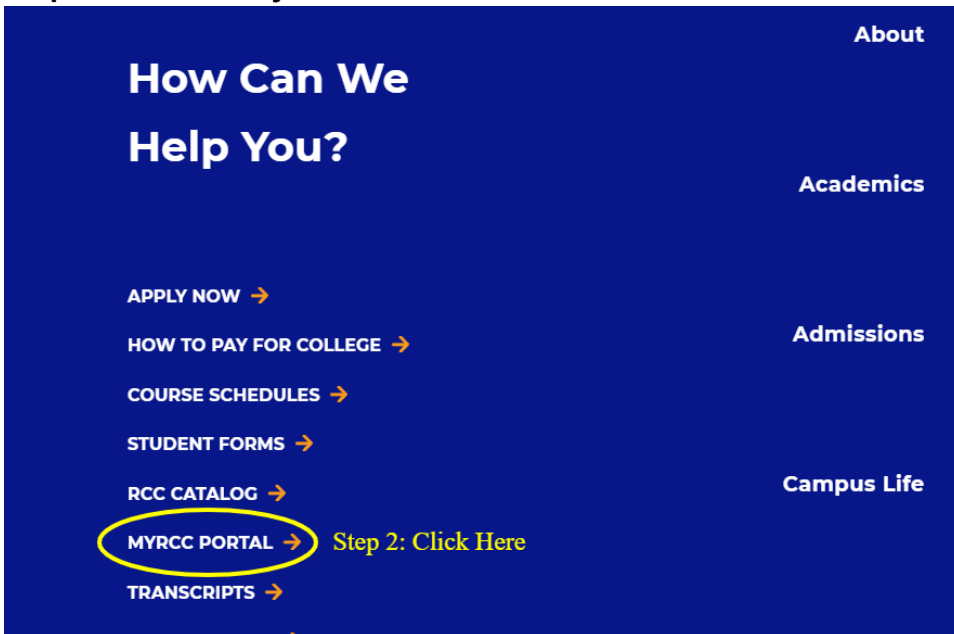 How Can We
Help You?
APPLY NOW →
HOW TO PAY FOR COLLEGE →
COURSE SCHEDULES →
STUDENT FORMS →
RCC CATALOG →
MYRCC PORTAL → Step 2: Click Here
TRANSCRIPTS →
About
Academics
Admissions
Campus Life